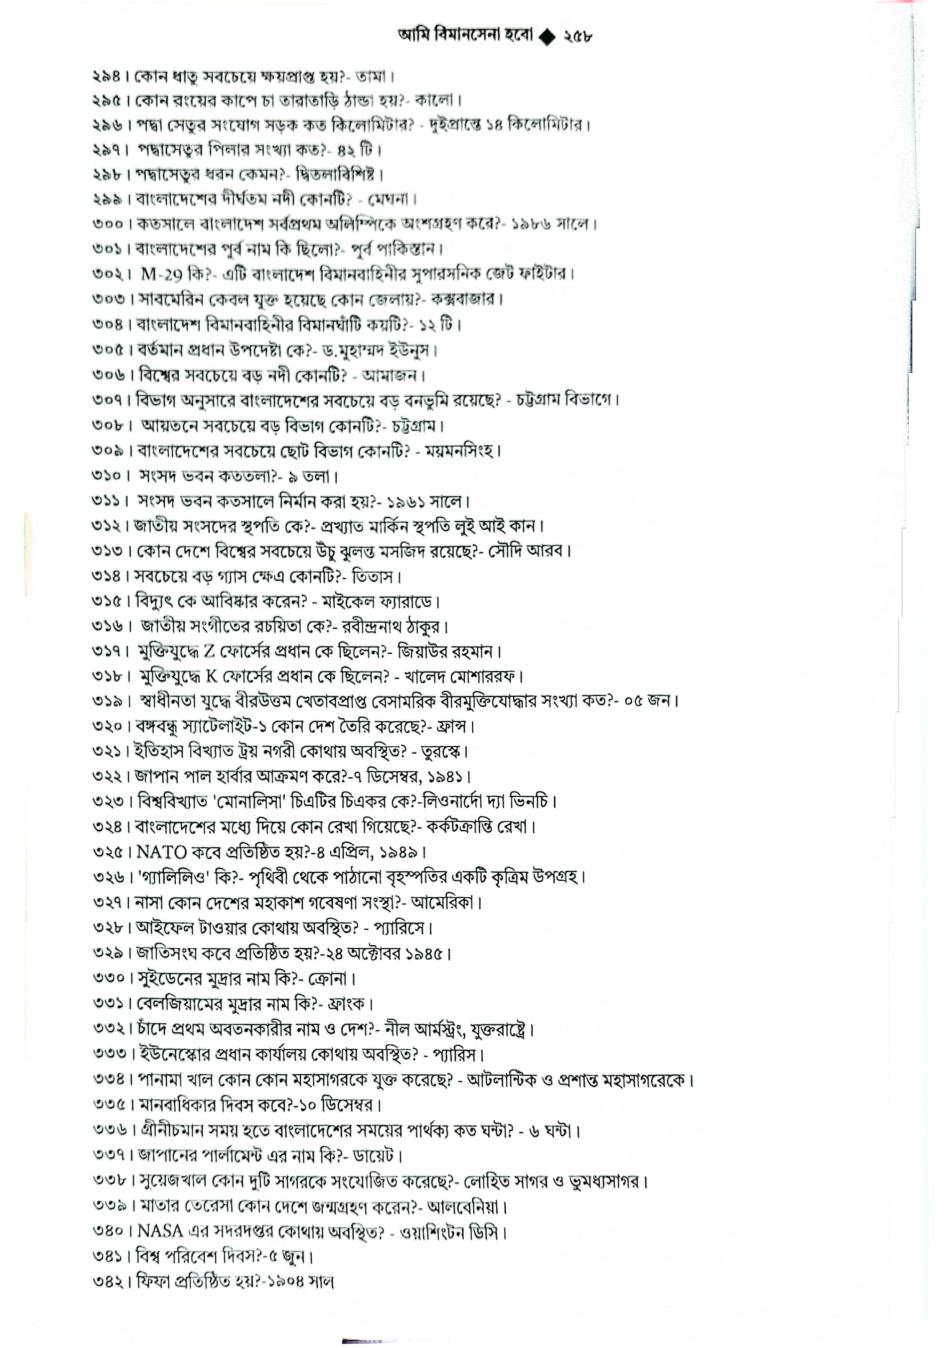 আমি বিমানসেনা হবো ◆ ২৫৮
২৯৪। কোন ধাতু সবচেয়ে ক্ষয়প্রাপ্ত হয়?- তামা।
২৯৫। কোন রংয়ের কাপে চা তারাতাড়ি ঠান্ডা হয়?- কালো।
২৯৬। পদ্মা সেতুর সংযোগ সড়ক কত কিলোমিটার? - দুইপ্রান্তে ১৪ কিলোমিটার।
২৯৭। পদ্মাসেতুর পিলার সংখ্যা কত?- ৪২ টি।
২৯৮। পদ্মাসেতুর ধরন কেমন?- দ্বিতলাবিশিষ্ট।
২৯৯। বাংলাদেশের দীর্ঘতম নদী কোনটি? - মেঘনা।
৩০০। কতসালে বাংলাদেশ সর্বপ্রথম অলিম্পিকে অংশগ্রহণ করে?- ১৯৮৬ সালে।
৩০১। বাংলাদেশের পূর্ব নাম কি ছিলো?- পূর্ব পাকিস্তান।
৩০২। M-29 কি?- এটি বাংলাদেশ বিমানবাহিনীর সুপারসনিক জেট ফাইটার।
৩০৩। সাবমেরিন কেবল যুক্ত হয়েছে কোন জেলায়?- কক্সবাজার।
৩০৪। বাংলাদেশ বিমানবাহিনীর বিমানঘাঁটি কয়টি?- ১২ টি।
৩০৫। বর্তমান প্রধান উপদেষ্টা কে?- ড.মুহাম্মদ ইউনুস।
৩০৬। বিশ্বের সবচেয়ে বড় নদী কোনটি? - আমাজন।
৩০৭। বিভাগ অনুসারে বাংলাদেশের সবচেয়ে বড় বনভুমি রয়েছে? - চট্টগ্রাম বিভাগে।
৩০৮। আয়তনে সবচেয়ে বড় বিভাগ কোনটি?- চট্টগ্রাম।
৩০৯। বাংলাদেশের সবচেয়ে ছোট বিভাগ কোনটি? - ময়মনসিংহ।
৩১০। সংসদ ভবন কততলা?- ৯ তলা।
৩১১। সংসদ ভবন কতসালে নির্মান করা হয়?- ১৯৬১ সালে।
৩১২। জাতীয় সংসদের স্থপতি কে?- প্রখ্যাত মার্কিন স্থপতি লুই আই কান।
৩১৩। কোন দেশে বিশ্বের সবচেয়ে উঁচু ঝুলন্ত মসজিদ রয়েছে?- সৌদি আরব।
৩১৪। সবচেয়ে বড় গ্যাস ক্ষেএ কোনটি?- তিতাস।
৩১৫। বিদ্যুৎ কে আবিষ্কার করেন? - মাইকেল ফ্যারাডে।
৩১৬। জাতীয় সংগীতের রচয়িতা কে?- রবীন্দ্রনাথ ঠাকুর।
৩১৭। মুক্তিযুদ্ধে Z ফোর্সের প্রধান কে ছিলেন?- জিয়াউর রহমান।
৩১৮। মুক্তিযুদ্ধে K ফোর্সের প্রধান কে ছিলেন? - খালেদ মোশাররফ।
৩১৯। স্বাধীনতা যুদ্ধে বীরউত্তম খেতাবপ্রাপ্ত বেসামরিক বীরমুক্তিযোদ্ধার সংখ্যা কত?- ০৫ জন।
৩২০। বঙ্গবন্ধু স্যাটেলাইট-১ কোন দেশ তৈরি করেছে?- ফ্রান্স।
৩২১। ইতিহাস বিখ্যাত ট্রয় নগরী কোথায় অবস্থিত? - তুরস্কে।
৩২২। জাপান পাল হার্বার আক্রমণ করে?-৭ ডিসেম্বর, ১৯৪১।
৩২৩। বিশ্ববিখ্যাত 'মোনালিসা' চিএটির চিএকর কে?-লিওনার্দো দ্যা ভিনচি।
৩২৪। বাংলাদেশের মধ্যে দিয়ে কোন রেখা গিয়েছে?- কর্কটক্রান্তি রেখা।
৩২৫। NATO কবে প্রতিষ্ঠিত হয়?-৪ এপ্রিল, ১৯৪৯।
৩২৬। 'গ্যালিলিও' কি?- পৃথিবী থেকে পাঠানো বৃহস্পতির একটি কৃত্রিম উপগ্রহ।
৩২৭। নাসা কোন দেশের মহাকাশ গবেষণা সংস্থা?- আমেরিকা।
৩২৮। আইফেল টাওয়ার কোথায় অবস্থিত? - প্যারিসে।
৩২৯। জাতিসংঘ কবে প্রতিষ্ঠিত হয়?-২৪ অক্টোবর ১৯৪৫।
৩৩০। সুইডেনের মুদ্রার নাম কি?- ক্রোনা।
৩৩১। বেলজিয়ামের মুদ্রার নাম কি?- ফ্রাংক।
৩৩২। চাঁদে প্রথম অবতনকারীর নাম ও দেশ?- নীল আর্মস্ট্রং, যুক্তরাষ্ট্রে।
৩৩৩। ইউনেস্কোর প্রধান কার্যালয় কোথায় অবস্থিত? - প্যারিস।
৩৩৪। পানামা খাল কোন কোন মহাসাগরকে যুক্ত করেছে? - আটলান্টিক ও প্রশান্ত মহাসাগরেকে।
৩৩৫। মানবাধিকার দিবস কবে?-১০ ডিসেম্বর।
৩৩৬। গ্রীনীচমান সময় হতে বাংলাদেশের সময়ের পার্থক্য কত ঘন্টা? - ৬ ঘন্টা।
৩৩৭। জাপানের পার্লামেন্ট এর নাম কি?- ডায়েট।
৩৩৮। সুয়েজখাল কোন দুটি সাগরকে সংযোজিত করেছে?- লোহিত সাগর ও ভুমধ্যসাগর।
৩৩৯। মাতার তেরেসা কোন দেশে জন্মগ্রহণ করেন?- আলবেনিয়া।
৩৪০। NASA এর সদরদপ্তর কোথায় অবস্থিত? - ওয়াশিংটন ডিসি।
৩৪১। বিশ্ব পরিবেশ দিবস?-৫ জুন।
৩৪২। ফিফা প্রতিষ্ঠিত হয়?-১৯০৪ সাল